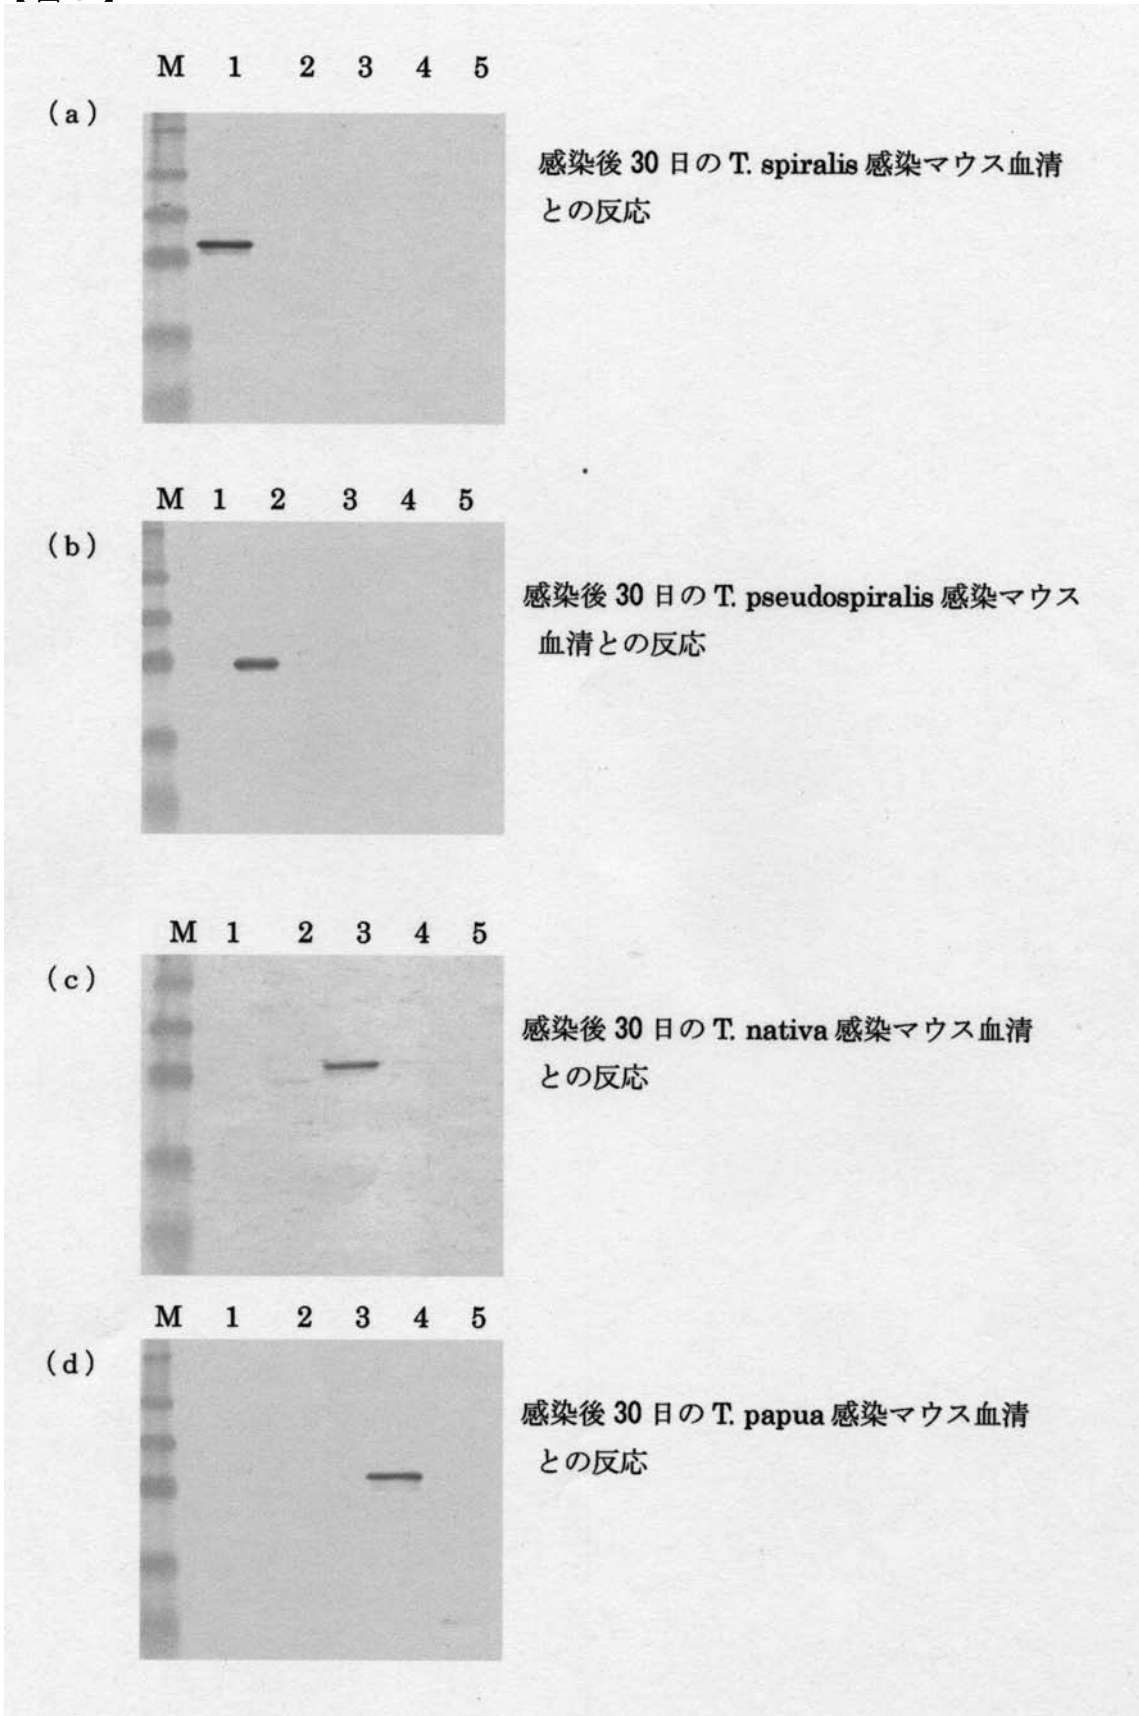 M 1 2 3 4 5
(a)
感染後 30 日の T. spiralis 感染マウス血清
との反応
M 1 2 3 4 5
(b)
感染後 30 日の T. pseudospiralis 感染マウス
血清との反応
M 1 2 3 4 5
(c)
感染後 30 日の T. nativa 感染マウス血清
との反応
M 1 2 3 4 5
(d)
感染後 30 日の T. papua 感染マウス血清
との反応